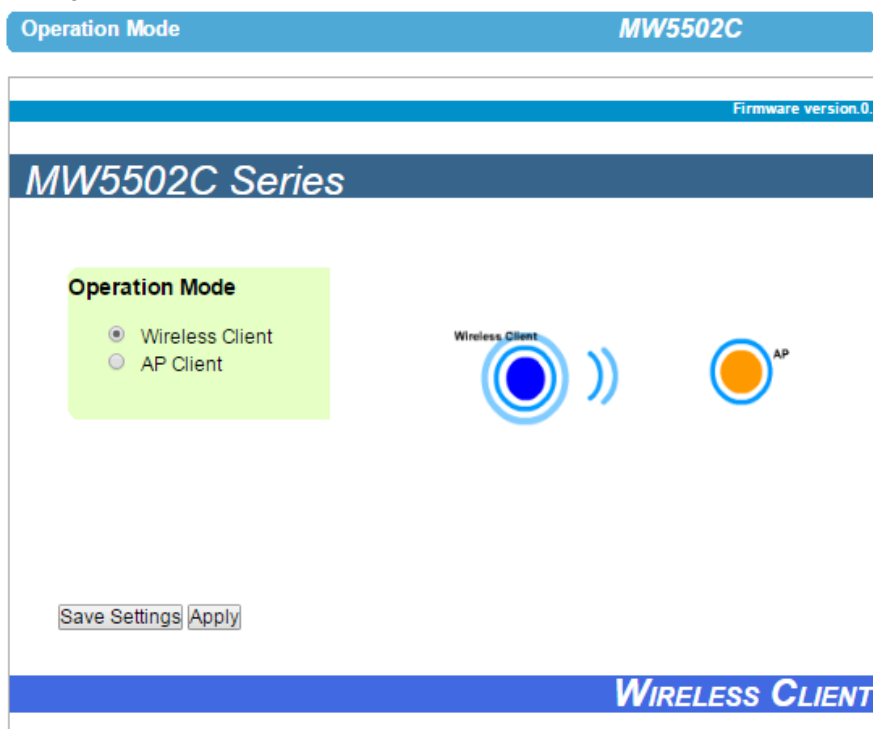 Operation Mode MW5502C
Firmware version.0.
MW5502C Series
Operation Mode
Wireless Client
AP Client
Wireless Client
AP
Save Settings Apply
WIRELESS CLIENT